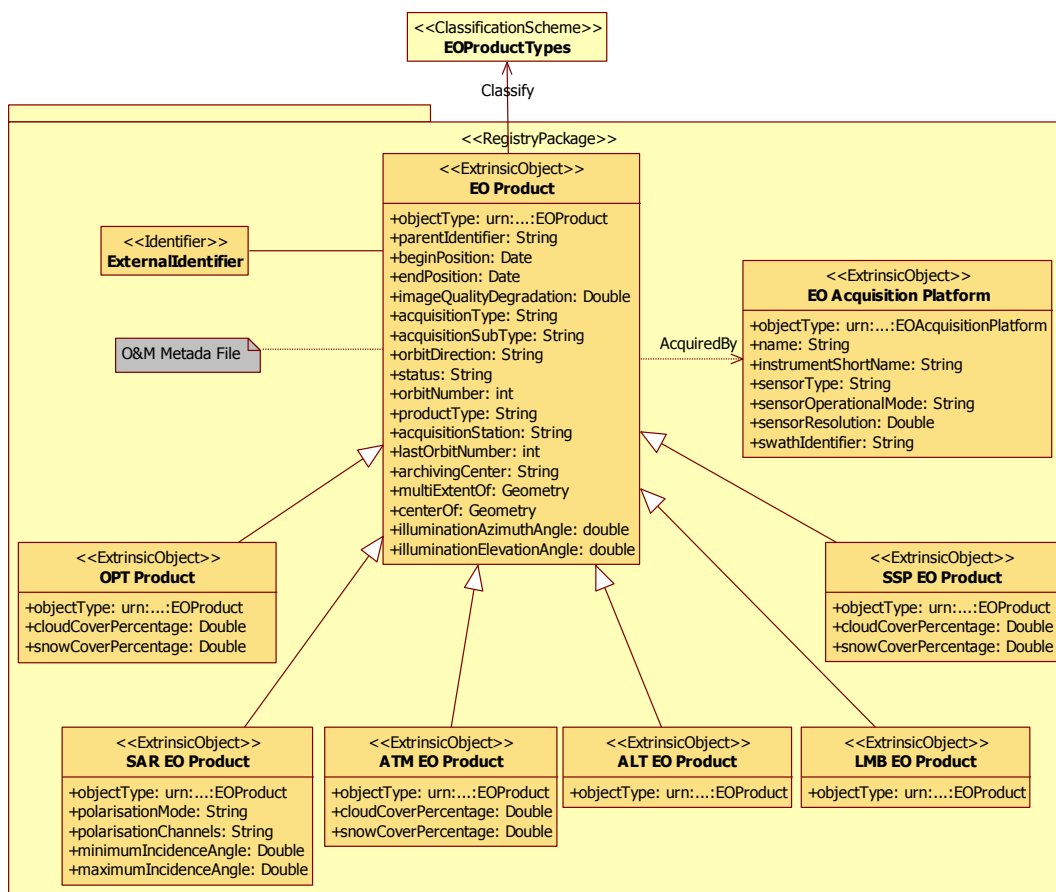 <<ClassificationScheme>>
EOProductTypes
Classify
<<RegistryPackage>>
<<ExtrinsicObject>>
EO Product
+objectType: urn:...:EOProduct
+parentIdentifier: String
+beginPosition: Date
+endPosition: Date
+imageQualityDegradation: Double
+acquisitionType: String
+acquisitionSubType: String
+orbitDirection: String
+status: String
+orbitNumber: int
+productType: String
+acquisitionStation: String
+lastOrbitNumber: int
+archivingCenter: String
+multiExtentOf: Geometry
+centerOf: Geometry
+illuminationAzimuthAngle: double
+illuminationElevationAngle: double
<<Identifier>>
ExternalIdentifier
O&M Metada File
AcquiredBy
<<ExtrinsicObject>>
EO Acquisition Platform
+objectType: urn:...:EOAcquisitionPlatform
+name: String
+instrumentShortName: String
+sensorType: String
+sensorOperationalMode: String
+sensorResolution: Double
+swathIdentifier: String
<<ExtrinsicObject>>
OPT Product
+objectType: urn:...:EOProduct
+cloudCoverPercentage: Double
+snowCoverPercentage: Double
<<ExtrinsicObject>>
SSP EO Product
+objectType: urn:...:EOProduct
+cloudCoverPercentage: Double
+snowCoverPercentage: Double
<<ExtrinsicObject>>
SAR EO Product
+objectType: urn:...:EOProduct
+polarisationMode: String
+polarisationChannels: String
+minimumIncidenceAngle: Double
+maximumIncidenceAngle: Double
<<ExtrinsicObject>>
ATM EO Product
+objectType: urn:...:EOProduct
+cloudCoverPercentage: Double
+snowCoverPercentage: Double
<<ExtrinsicObject>>
ALT EO Product
+objectType: urn:...:EOProduct
<<ExtrinsicObject>>
LMB EO Product
+objectType: urn:...:EOProduct